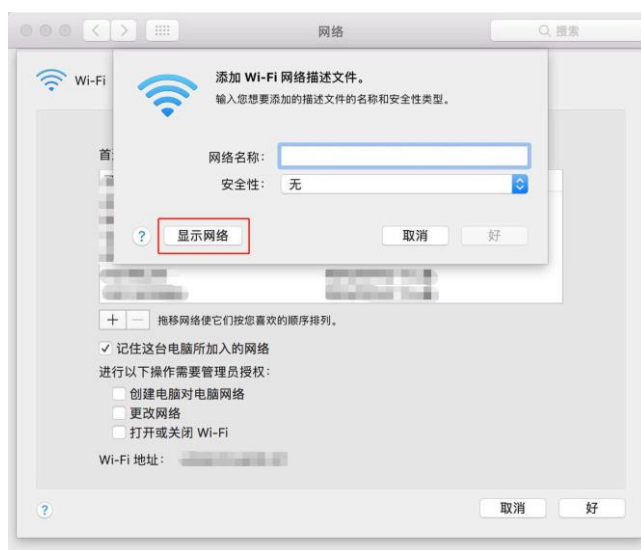 网络
搜索
Wi-Fi
添加 Wi-Fi 网络描述文件。
输入您想要添加的描述文件的名称和安全性类型。
首
网络名称：
安全性： 无
? 显示网络 取消 好
+ — 拖移网络使它们按您喜欢的顺序排列。
✓ 记住这台电脑所加入的网络
进行以下操作需要管理员授权：
创建电脑对电脑网络
更改网络
打开或关闭 Wi-Fi
Wi-Fi 地址：
? 取消 好